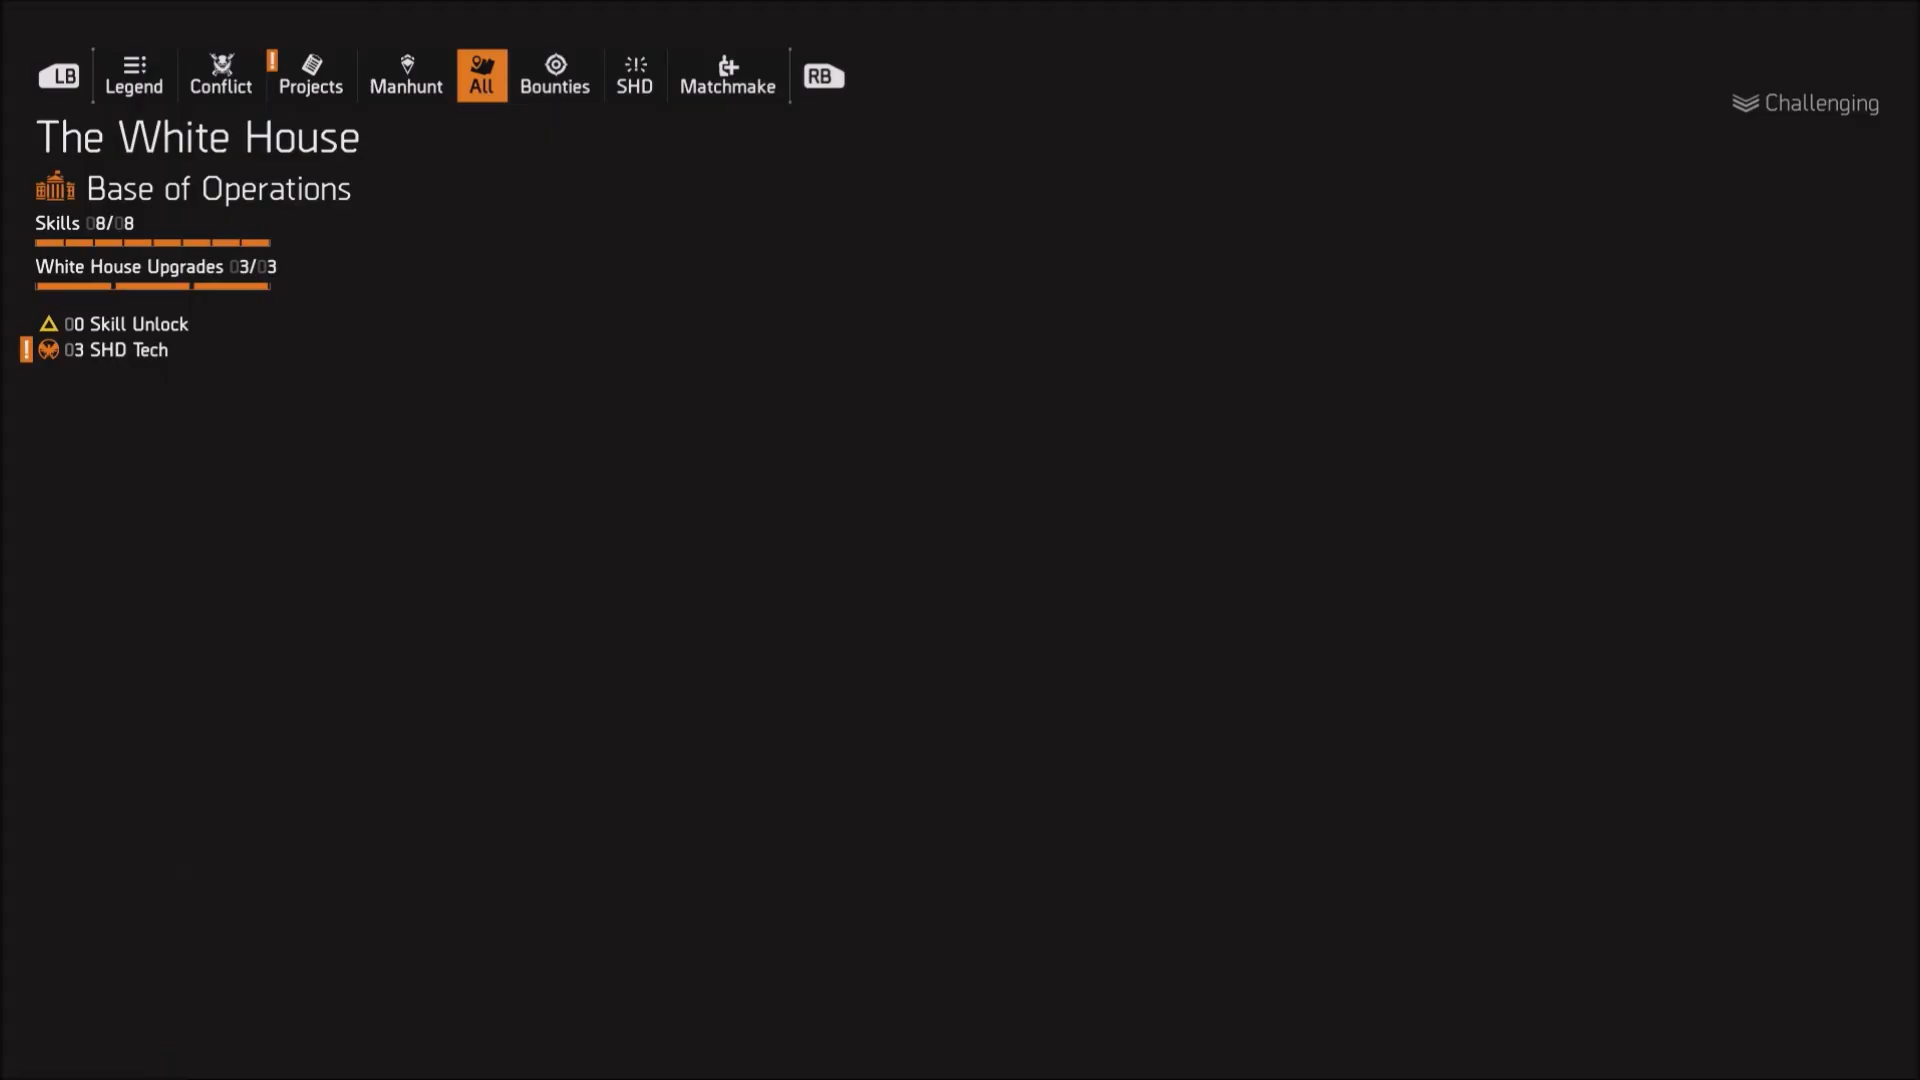 LB Legend Conflict ! Projects Manhunt All Bounties SHD Matchmake RB
Challenging
The White House
Base of Operations
Skills 08/08
White House Upgrades 03/03
00 Skill Unlock
! 03 SHD Tech